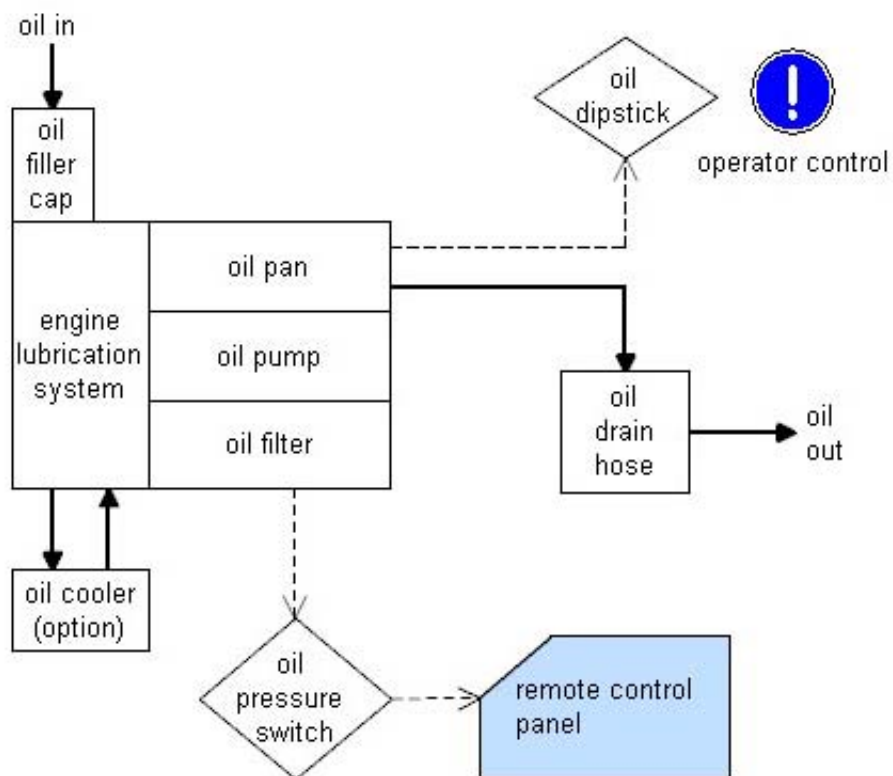 oil in
oil
filler
cap
oil
dipstick
operator control
engine
lubrication
system
oil pan
oil pump
oil filter
oil
drain
hose
oil
out
oil cooler
(option)
oil
pressure
switch
remote control
panel